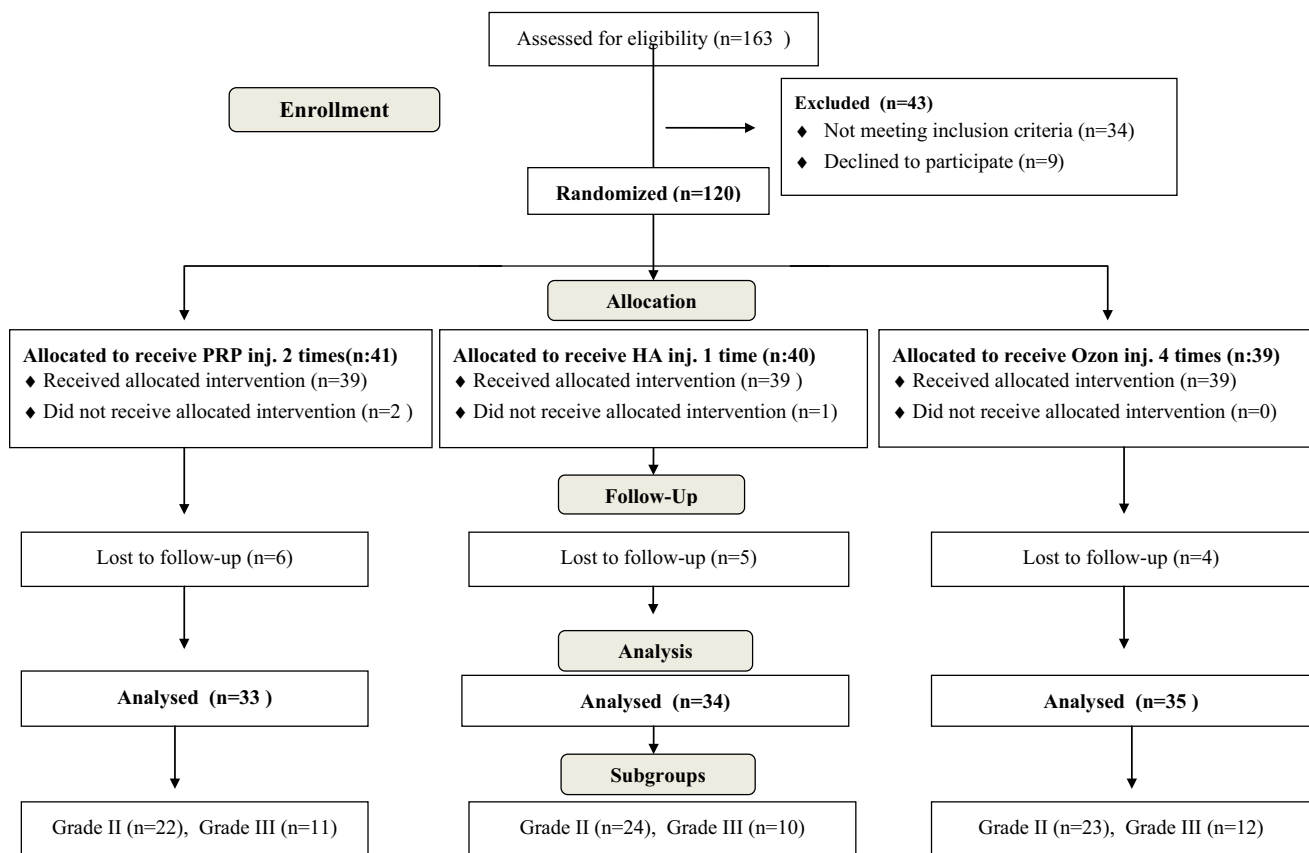 Assessed for eligibility (n=163 )
Enrollment
Excluded (n=43)
♦ Not meeting inclusion criteria (n=34)
♦ Declined to participate (n=9)
Randomized (n=120)
Allocation
Allocated to receive PRP inj. 2 times(n:41)
♦ Received allocated intervention (n=39)
♦ Did not receive allocated intervention (n=2 )
Allocated to receive HA inj. 1 time (n:40)
♦ Received allocated intervention (n=39 )
♦ Did not receive allocated intervention (n=1)
Allocated to receive Ozon inj. 4 times (n:39)
♦ Received allocated intervention (n=39)
♦ Did not receive allocated intervention (n=0)
Follow-Up
Lost to follow-up (n=6)
Lost to follow-up (n=5)
Lost to follow-up (n=4)
Analysis
Analysed (n=33 )
Analysed (n=34)
Analysed (n=35 )
Subgroups
Grade II (n=22), Grade III (n=11)
Grade II (n=24), Grade III (n=10)
Grade II (n=23), Grade III (n=12)